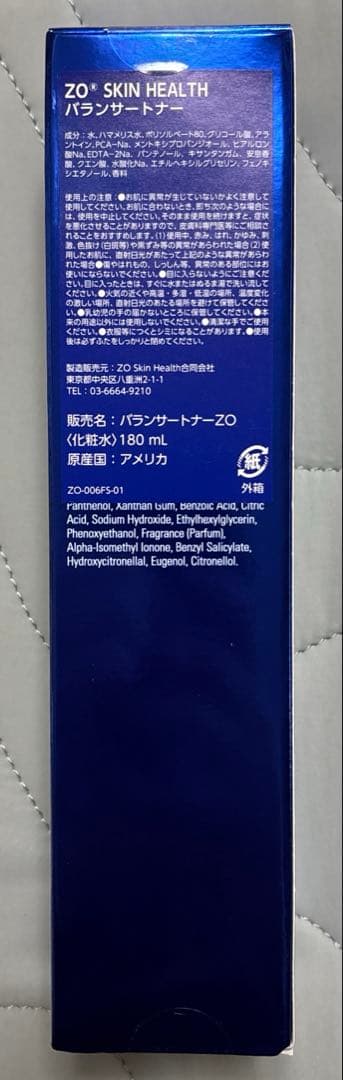 ZO® SKIN HEALTH
バランサートナー
成分：水、ハマメリス水、ポリソルベート80、グリコール酸、アラ
ントイン、PCA-Na、メントキシプロパンジオール、ヒアルロン
酸Na、EDTA-2Na、パンテノール、キサンタンガム、安息香
酸、クエン酸、水酸化Na、エチルヘキシルグリセリン、フェノキ
シエタノール、香料
使用上の注意：●お肌に異常が生じていないかよく注意して
使用してください。お肌に合わないとき、即ち次のような場合に
は、使用を中止してください。そのまま使用を続けますと、症状
を悪化させることがありますので、皮膚科専門医等にご相談さ
れることをおすすめします。(1)使用中、赤み、はれ、かゆみ、刺
激、色抜け(白斑等)や黒ずみ等の異常があらわれた場合(2)使
用したお肌に、直射日光があたって上記のような異常があらわ
れた場合●傷やはれもの、しっしん等、異常のある部位にはお
使いにならないでください。●目に入らないようにご注意くださ
い。目に入ったときは、すぐに水またはぬるま湯で洗い流してく
ださい。●火気の近くや高温・多湿・低温の場所、温度変化
の激しい場所、直射日光のあたる場所を避けて保管してくださ
い。●乳幼児の手の届かないところに保管してください。●本
来の用途以外には使用しないでください。●清潔な手でご使用
ください。●衣服等につくとシミになることがあります。●使用
後は必ずふたをしっかりと閉めてください。
製造販売元：ZO Skin Health合同会社
東京都中央区八重洲2-1-1
TEL：03-6664-9210
販売名：バランサートナーZO
〈化粧水〉180 mL
原産国：アメリカ
紙
外箱
ZO-006FS-01
Panthenol, Xanthan Gum, Benzoic Acid, Citric
Acid, Sodium Hydroxide, Ethylhexylglycerin,
Phenoxyethanol, Fragrance (Parfum),
Alpha-Isomethyl Ionone, Benzyl Salicylate,
Hydroxycitronellal, Eugenol, Citronellol.